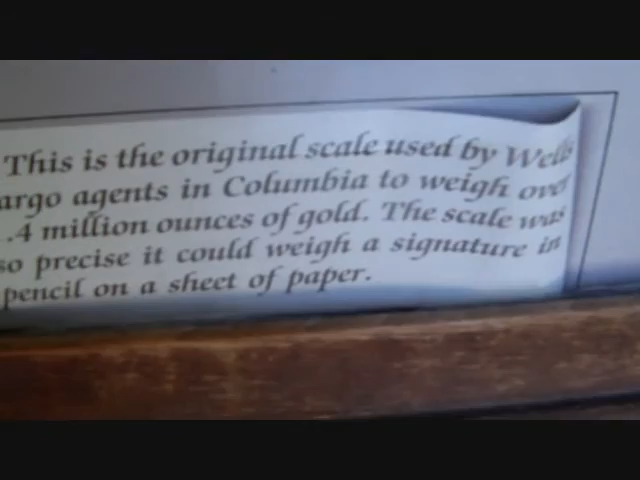 This is the original scale used by Wells
argo agents in Columbia to weigh over
.4 million ounces of gold. The scale was
so precise it could weigh a signature in
pencil on a sheet of paper.